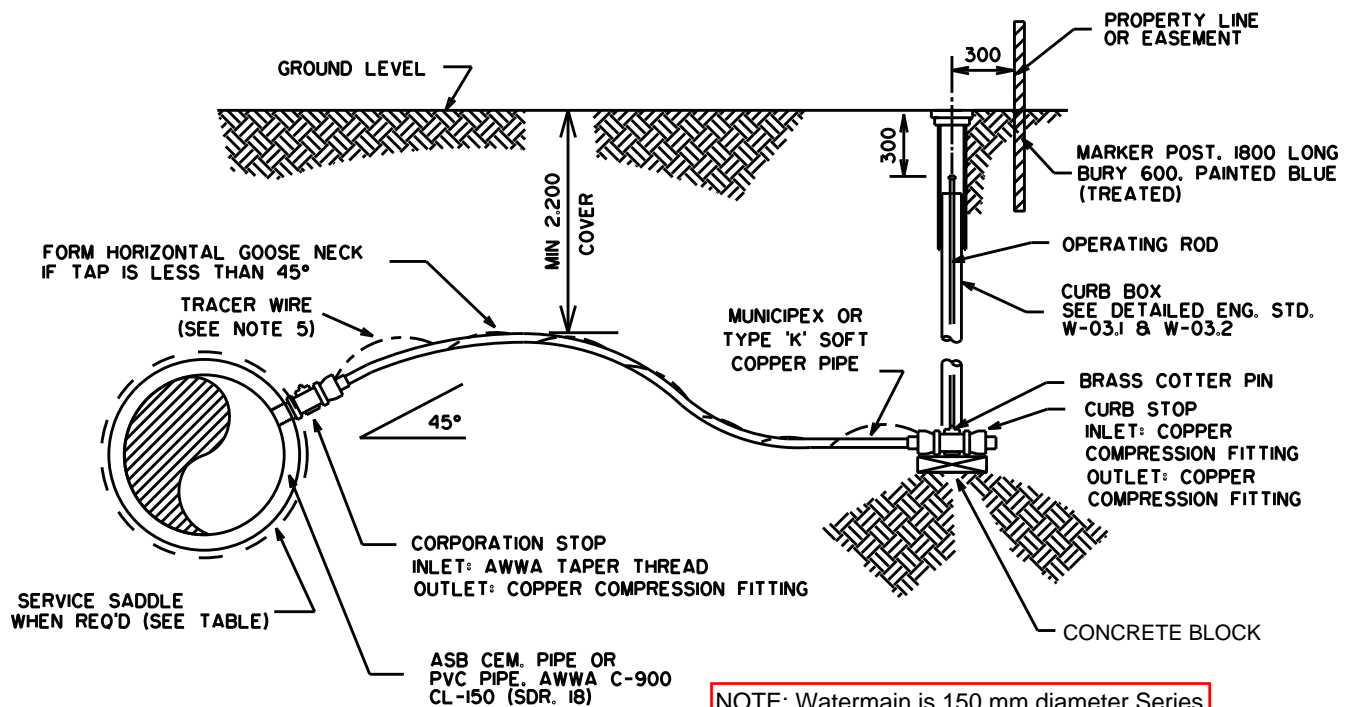 PROPERTY LINE
OR EASEMENT
300
GROUND LEVEL
300
MARKER POST. 1800 LONG
BURY 600. PAINTED BLUE
(TREATED)
MIN 2.200
COVER
FORM HORIZONTAL GOOSE NECK
IF TAP IS LESS THAN 45°
OPERATING ROD
TRACER WIRE
(SEE NOTE 5)
CURB BOX
SEE DETAILED ENG. STD.
W-03.1 & W-03.2
MUNICIPEX OR
TYPE 'K' SOFT
COPPER PIPE
BRASS COTTER PIN
45°
CURB STOP
INLET: COPPER
COMPRESSION FITTING
OUTLET: COPPER
COMPRESSION FITTING
CORPORATION STOP
INLET: AWWA TAPER THREAD
OUTLET: COPPER COMPRESSION FITTING
SERVICE SADDLE
WHEN REQ'D (SEE TABLE)
CONCRETE BLOCK
ASB CEM. PIPE OR
PVC PIPE. AWWA C-900
CL-150 (SDR. 18)
NOTE: Watermain is 150 mm diameter Series